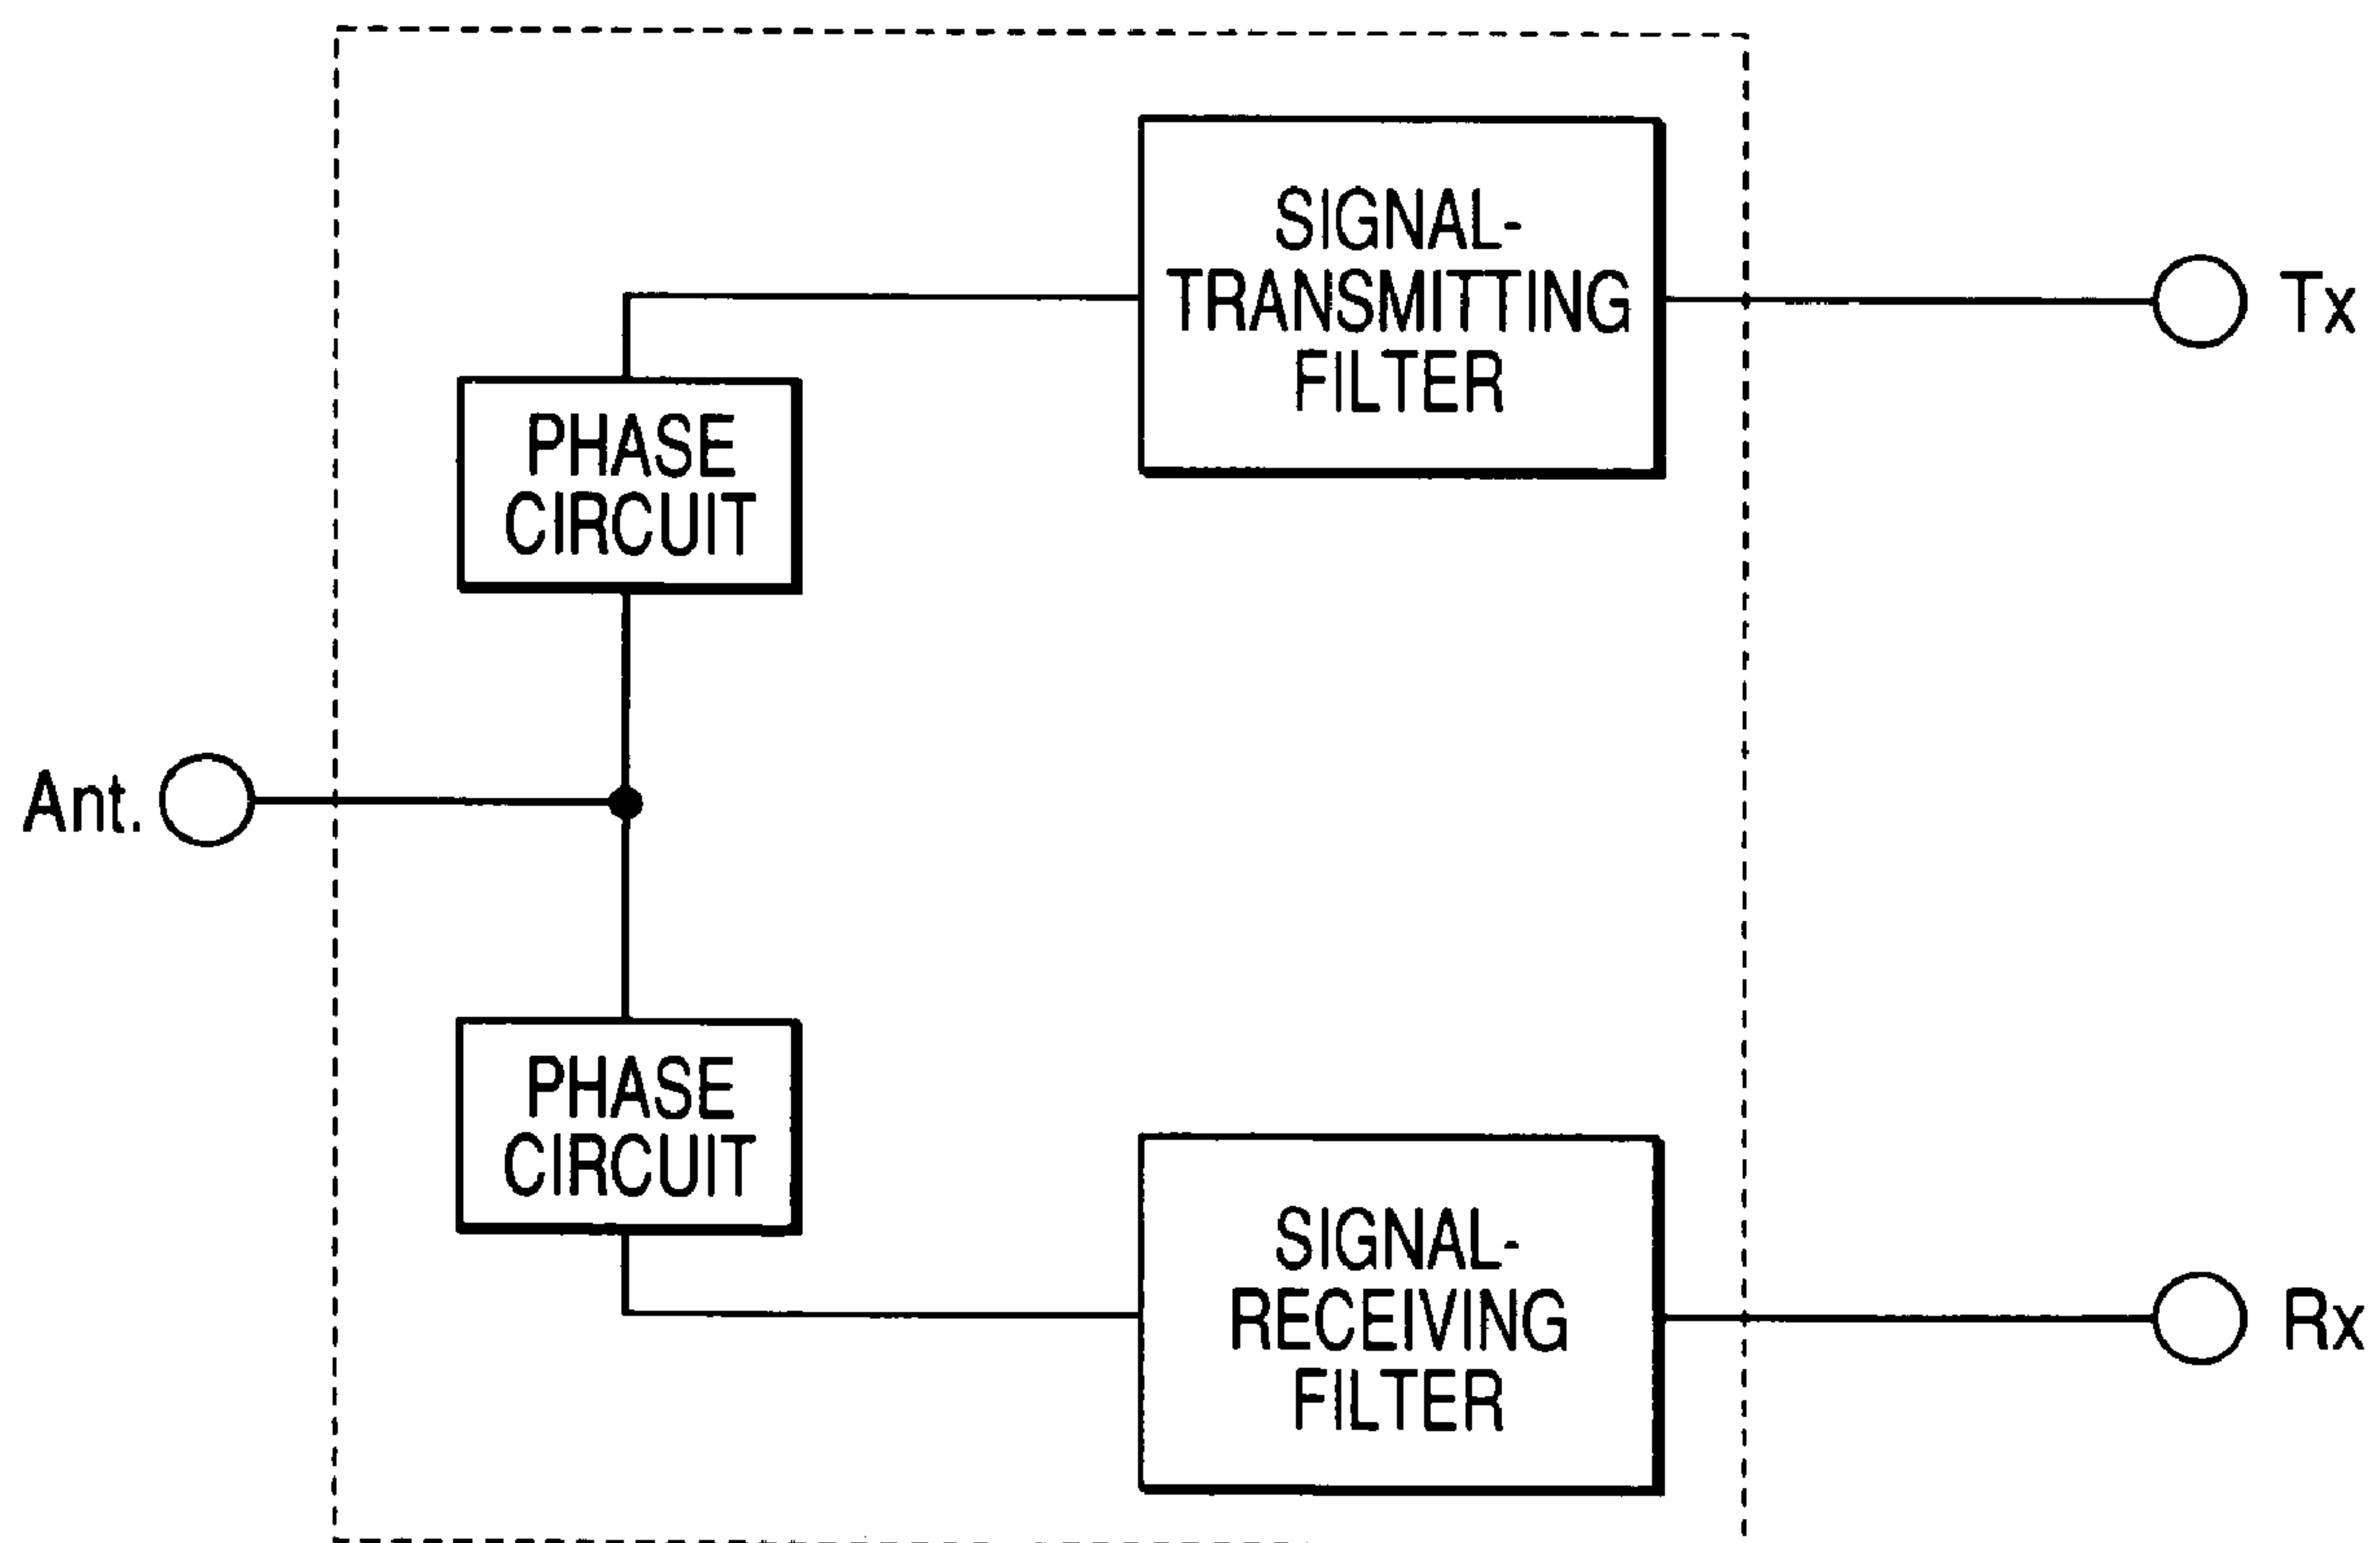 SIGNAL-
TRANSMITTING
FILTER
Tx
PHASE
CIRCUIT
Ant.
PHASE
CIRCUIT
SIGNAL-
RECEIVING
FILTER
Rx